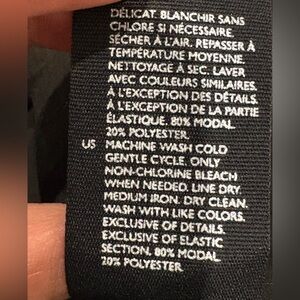 DÉLICAT. BLANCHIR SANS
CHLORE SI NÉCESSAIRE.
SÉCHER À L'AIR. REPASSER À
TEMPÉRATURE MOYENNE.
NETTOYAGE À SEC. LAVER
AVEC COULEURS SIMILAIRES.
À L'EXCEPTION DES DÉTAILS.
À L'EXCEPTION DE LA PARTIE
ÉLASTIQUE. 80% MODAL
20% POLYESTER.
US MACHINE WASH COLD
GENTLE CYCLE. ONLY
NON-CHLORINE BLEACH
WHEN NEEDED. LINE DRY.
MEDIUM IRON. DRY CLEAN.
WASH WITH LIKE COLORS.
EXCLUSIVE OF DETAILS.
EXCLUSIVE OF ELASTIC
SECTION. 80% MODAL
20% POLYESTER.